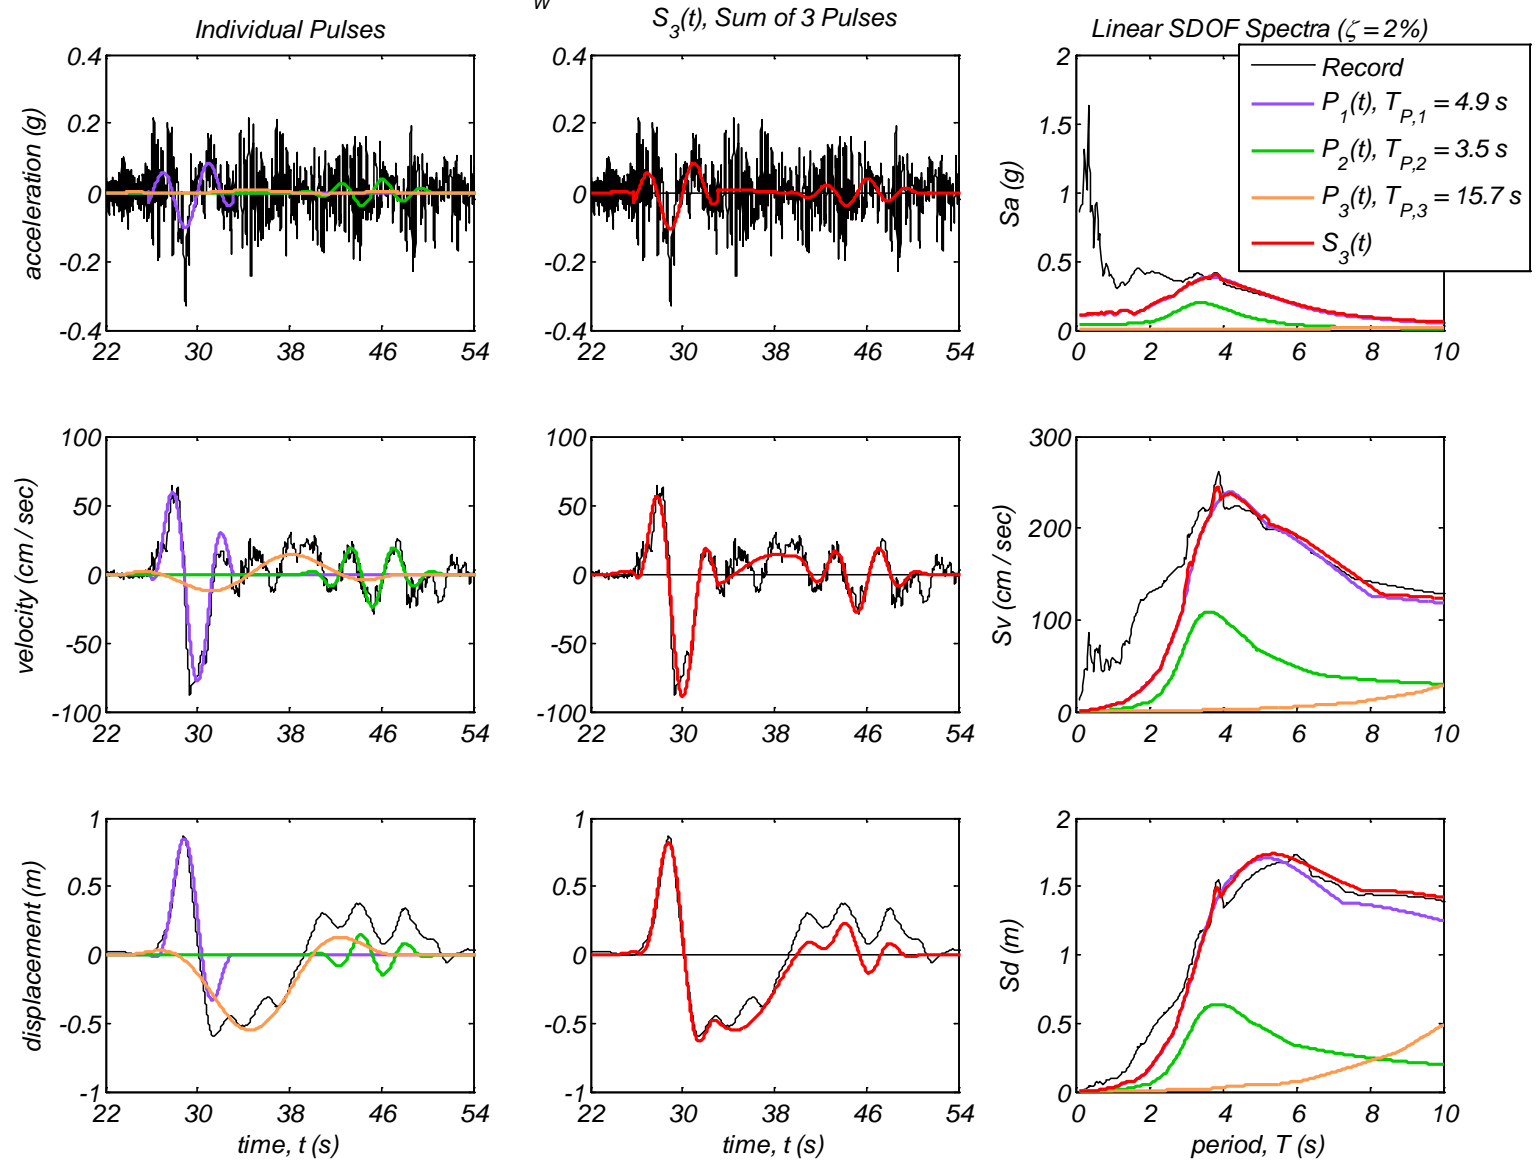 w
Individual Pulses
S3(t), Sum of 3 Pulses
Linear SDOF Spectra (ζ = 2%)
acceleration (g)
0.4
0.2
0
-0.2
-0.4
22 30 38 46 54
0.4
0.2
0
-0.2
-0.4
22 30 38 46 54
Sa (g)
2
1.5
1
0.5
0
0 2 4 6 8 10
Record
P1(t), TP,1 = 4.9 s
P2(t), TP,2 = 3.5 s
P3(t), TP,3 = 15.7 s
S3(t)
velocity (cm / sec)
100
50
0
-50
-100
22 30 38 46 54
100
50
0
-50
-100
22 30 38 46 54
Sv (cm / sec)
300
200
100
0
0 2 4 6 8 10
displacement (m)
1
0.5
0
-0.5
-1
22 30 38 46 54
time, t (s)
1
0.5
0
-0.5
-1
22 30 38 46 54
time, t (s)
Sd (m)
2
1.5
1
0.5
0
0 2 4 6 8 10
period, T (s)